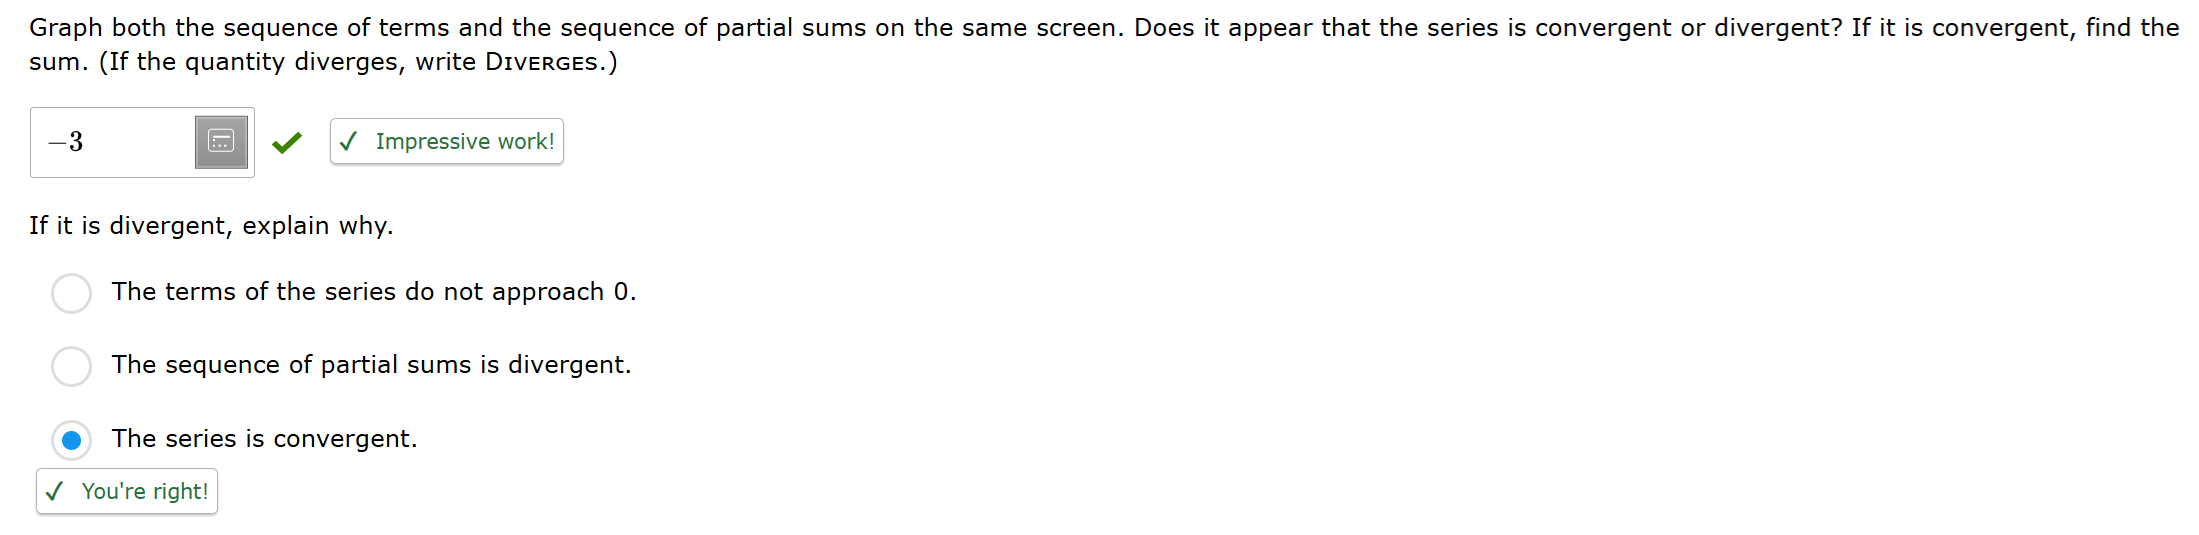 Graph both the sequence of terms and the sequence of partial sums on the same screen. Does it appear that the series is convergent or divergent? If it is convergent, find the
sum. (If the quantity diverges, write DIVERGES.)
−3
✓ Impressive work!
If it is divergent, explain why.
The terms of the series do not approach 0.
The sequence of partial sums is divergent.
The series is convergent.
✓ You're right!